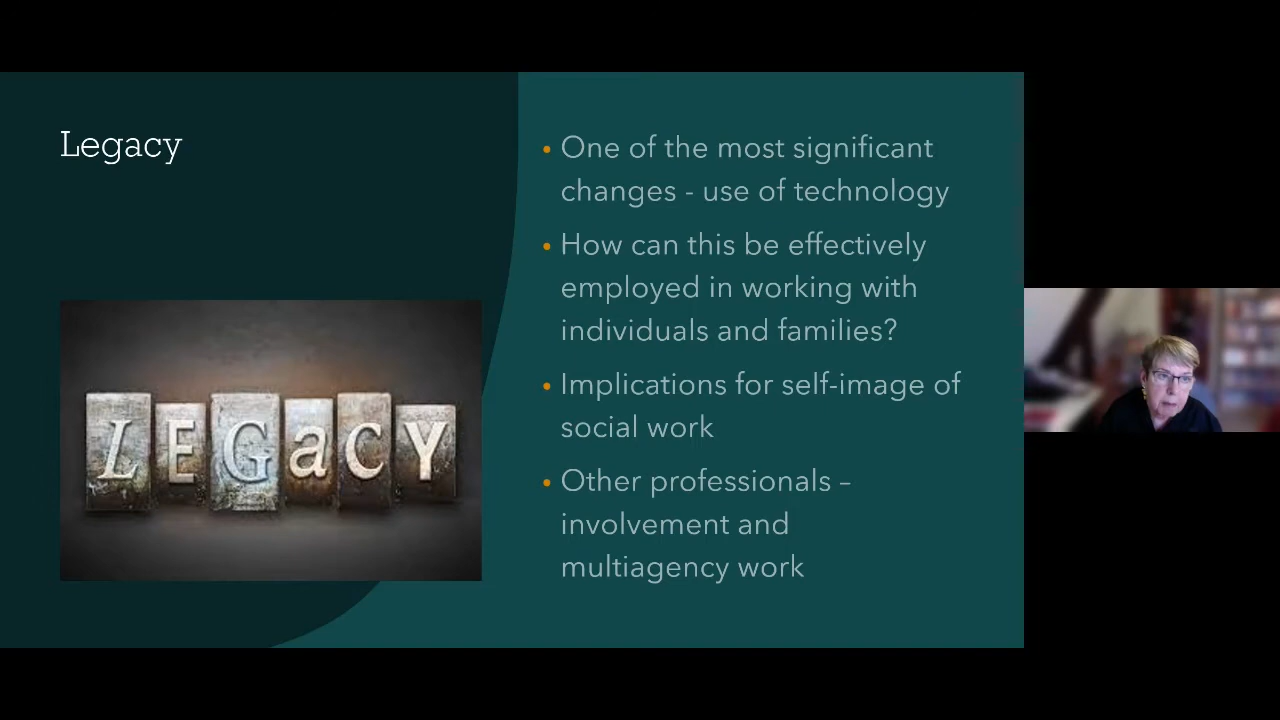 Legacy
• One of the most significant
changes - use of technology
• How can this be effectively
employed in working with
individuals and families?
• Implications for self-image of
social work
• Other professionals –
involvement and
multiagency work
LEGaCY